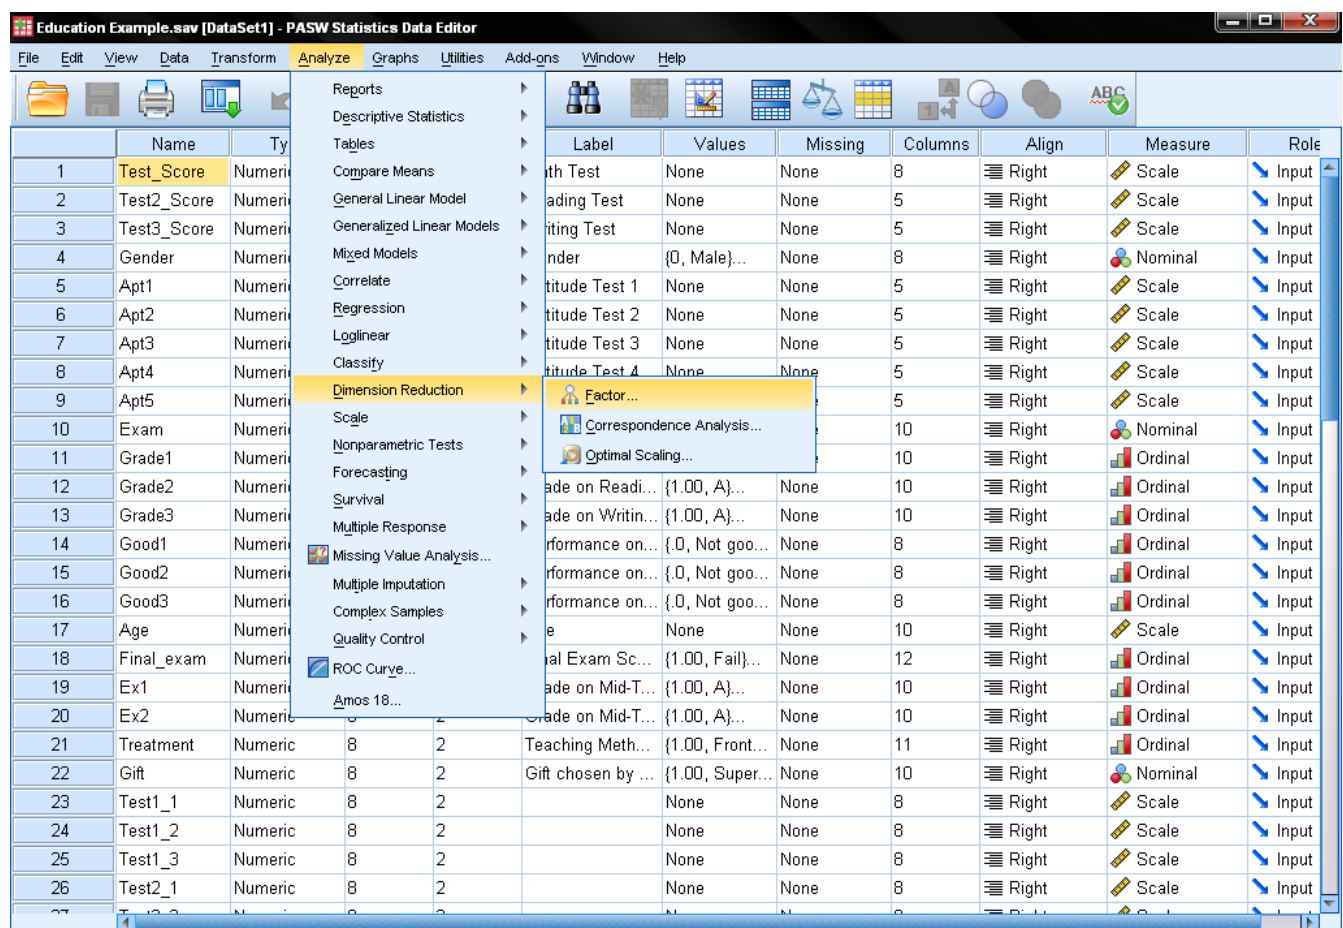 Education Example.sav [DataSet1] - PASW Statistics Data Editor
File Edit View Data Transform Analyze Graphs Utilities Add-ons Window Help
A
1 4
ABC
Reports
Descriptive Statistics
Tables
Compare Means
General Linear Model
Generalized Linear Models
Mixed Models
Correlate
Regression
Loglinear
Classify
Dimension Reduction
Scale
Nonparametric Tests
Forecasting
Survival
Multiple Response
Missing Value Analysis...
Multiple Imputation
Complex Samples
Quality Control
ROC Curve...
Amos 18...
Factor...
Correspondence Analysis...
Optimal Scaling...
Name Ty Label Values Missing Columns Align Measure Role
1 Test_Score Numeri th Test None None 8 Right Scale Input
2 Test2_Score Numeri ading Test None None 5 Right Scale Input
3 Test3_Score Numeri iting Test None None 5 Right Scale Input
4 Gender Numeri nder {0, Male}... None 8 Right Nominal Input
5 Apt1 Numeri titude Test 1 None None 5 Right Scale Input
6 Apt2 Numeri titude Test 2 None None 5 Right Scale Input
7 Apt3 Numeri titude Test 3 None None 5 Right Scale Input
8 Apt4 Numeri titude Test 4 None None 5 Right Scale Input
9 Apt5 Numeri 5 Right Scale Input
10 Exam Numeri 10 Right Nominal Input
11 Grade1 Numeri 10 Right Ordinal Input
12 Grade2 Numeri ade on Readi... {1.00, A}... None 10 Right Ordinal Input
13 Grade3 Numeri ade on Writin... {1.00, A}... None 10 Right Ordinal Input
14 Good1 Numeri rformance on... {.0, Not goo... None 8 Right Ordinal Input
15 Good2 Numeri rformance on... {.0, Not goo... None 8 Right Ordinal Input
16 Good3 Numeri rformance on... {.0, Not goo... None 8 Right Ordinal Input
17 Age Numeri e None None 10 Right Scale Input
18 Final_exam Numeri al Exam Sc... {1.00, Fail}... None 12 Right Ordinal Input
19 Ex1 Numeri ade on Mid-T... {1.00, A}... None 10 Right Ordinal Input
20 Ex2 Numeric 8 2 Grade on Mid-T... {1.00, A}... None 10 Right Ordinal Input
21 Treatment Numeric 8 2 Teaching Meth... {1.00, Front... None 11 Right Ordinal Input
22 Gift Numeric 8 2 Gift chosen by ... {1.00, Super... None 10 Right Nominal Input
23 Test1_1 Numeric 8 2 None None 8 Right Scale Input
24 Test1_2 Numeric 8 2 None None 8 Right Scale Input
25 Test1_3 Numeric 8 2 None None 8 Right Scale Input
26 Test2_1 Numeric 8 2 None None 8 Right Scale Input